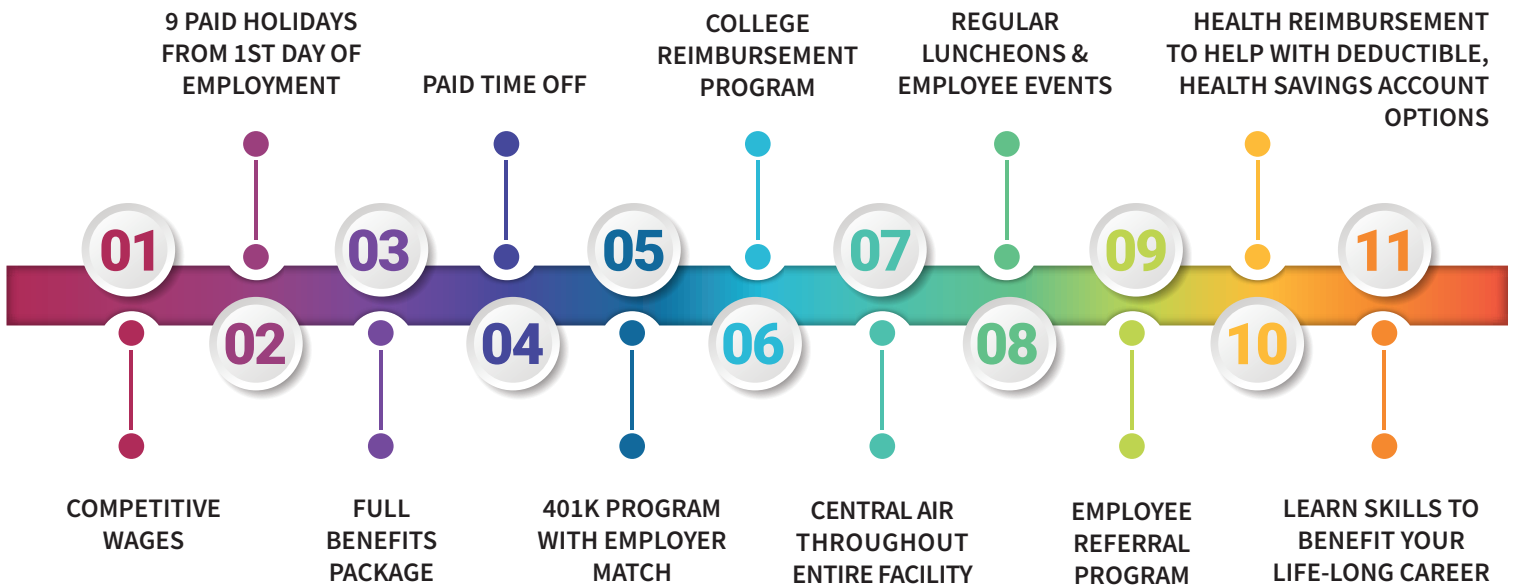 9 PAID HOLIDAYS
FROM 1ST DAY OF
EMPLOYMENT
PAID TIME OFF
COLLEGE
REIMBURSEMENT
PROGRAM
REGULAR
LUNCHEONS &
EMPLOYEE EVENTS
HEALTH REIMBURSEMENT
TO HELP WITH DEDUCTIBLE,
HEALTH SAVINGS ACCOUNT
OPTIONS
01
02
03
04
05
06
07
08
09
10
11
COMPETITIVE
WAGES
FULL
BENEFITS
PACKAGE
401K PROGRAM
WITH EMPLOYER
MATCH
CENTRAL AIR
THROUGHOUT
ENTIRE FACILITY
EMPLOYEE
REFERRAL
PROGRAM
LEARN SKILLS TO
BENEFIT YOUR
LIFE-LONG CAREER